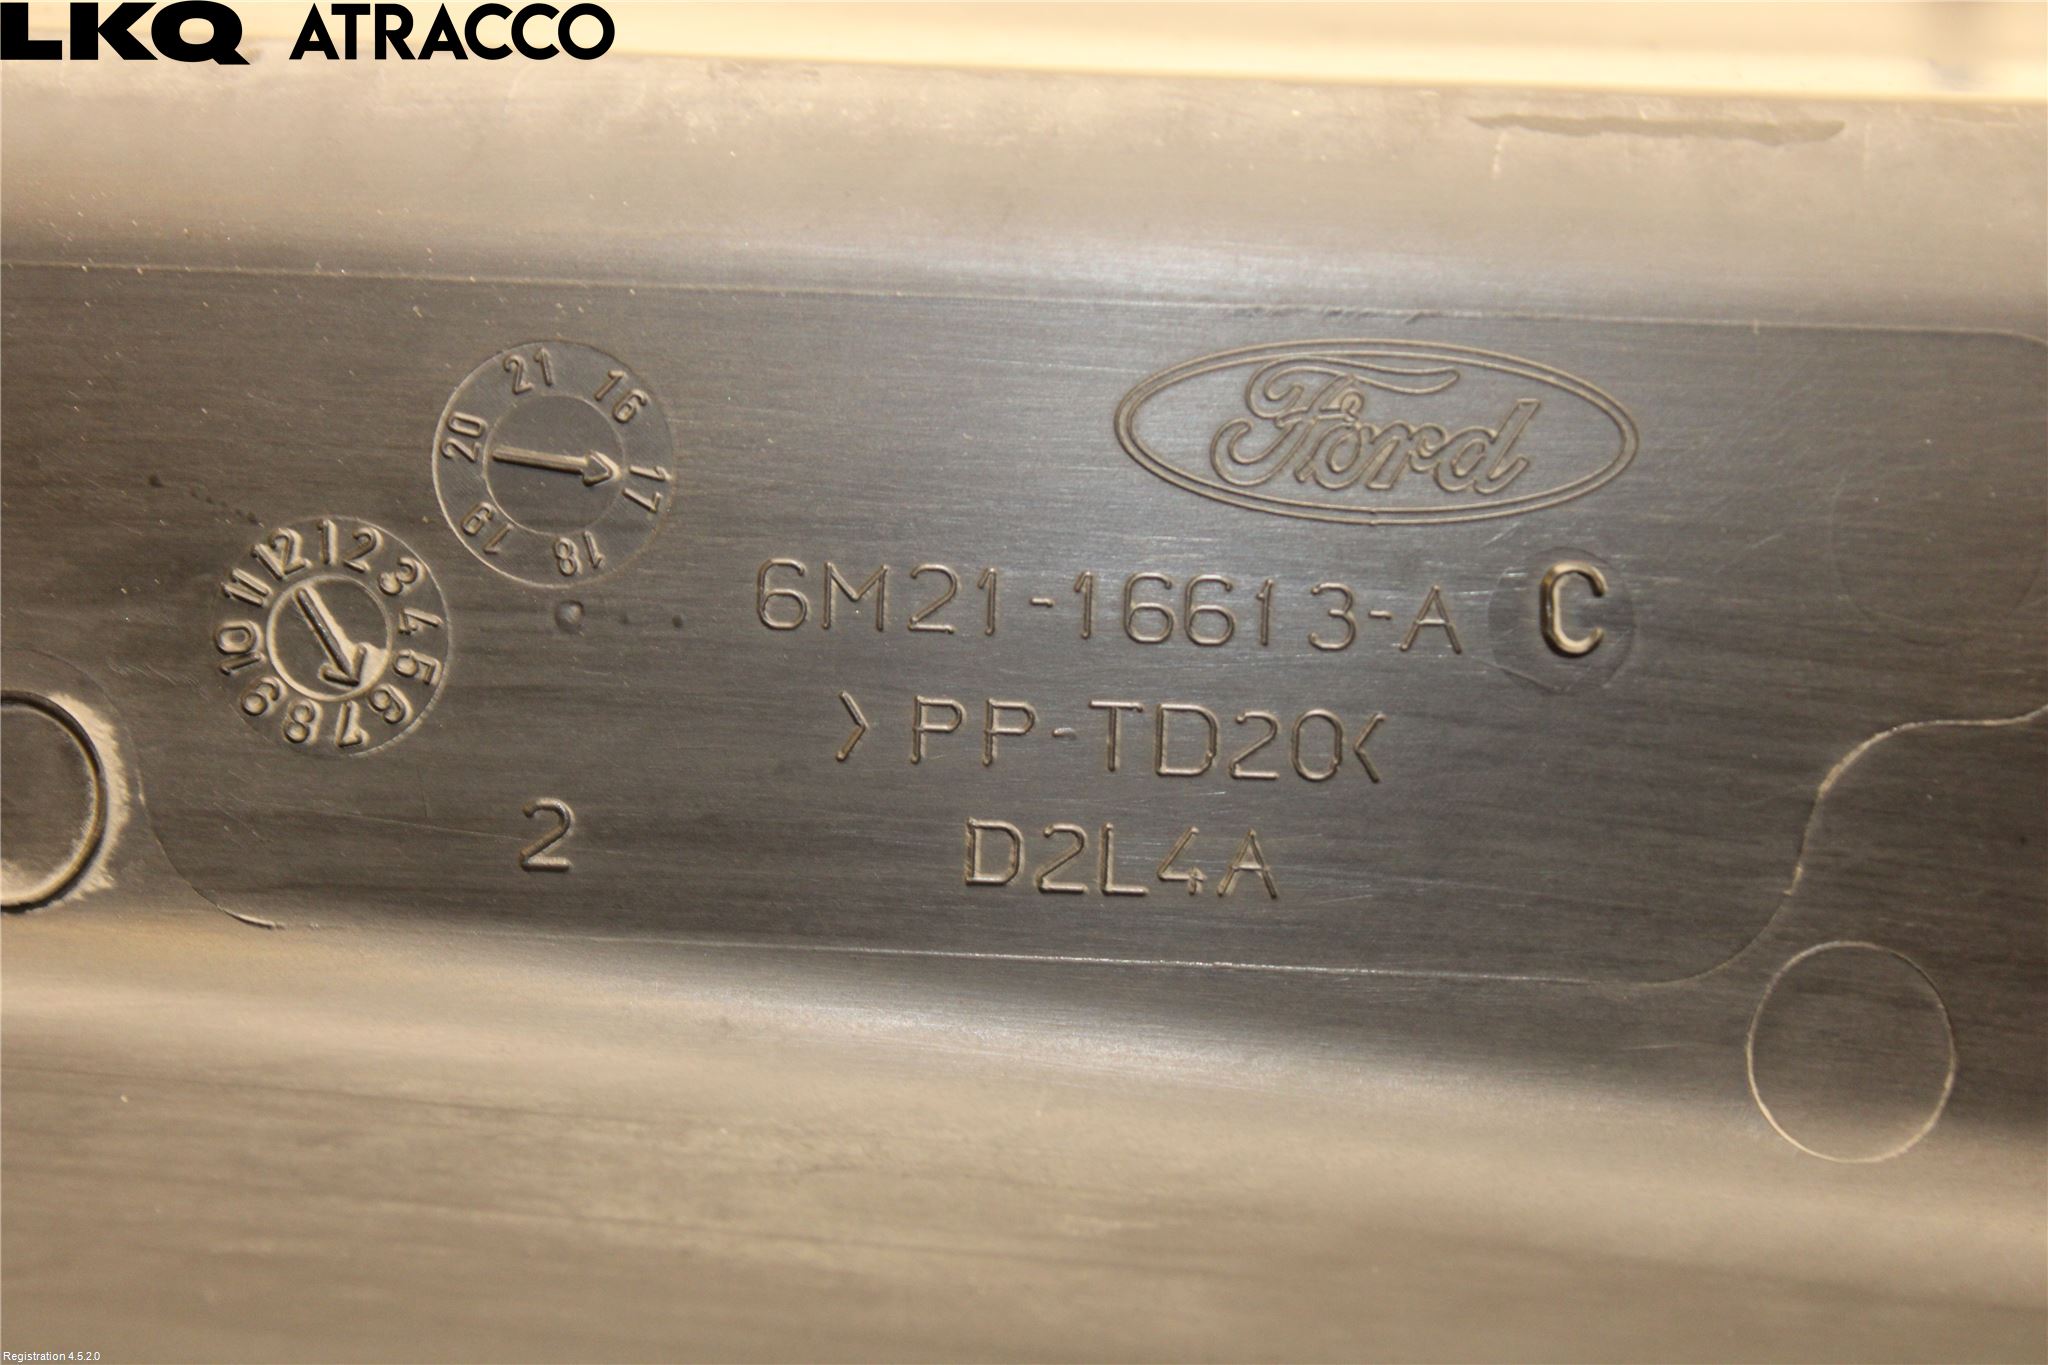 LKQ ATRACCO
Ford
21 16 17 18 19 20
12 1 2 3 4 5 6 7 8 9 10 11
6M21-16613-A C
>PP-TD20<
2
D2L4A
Registration 4.5.2.0